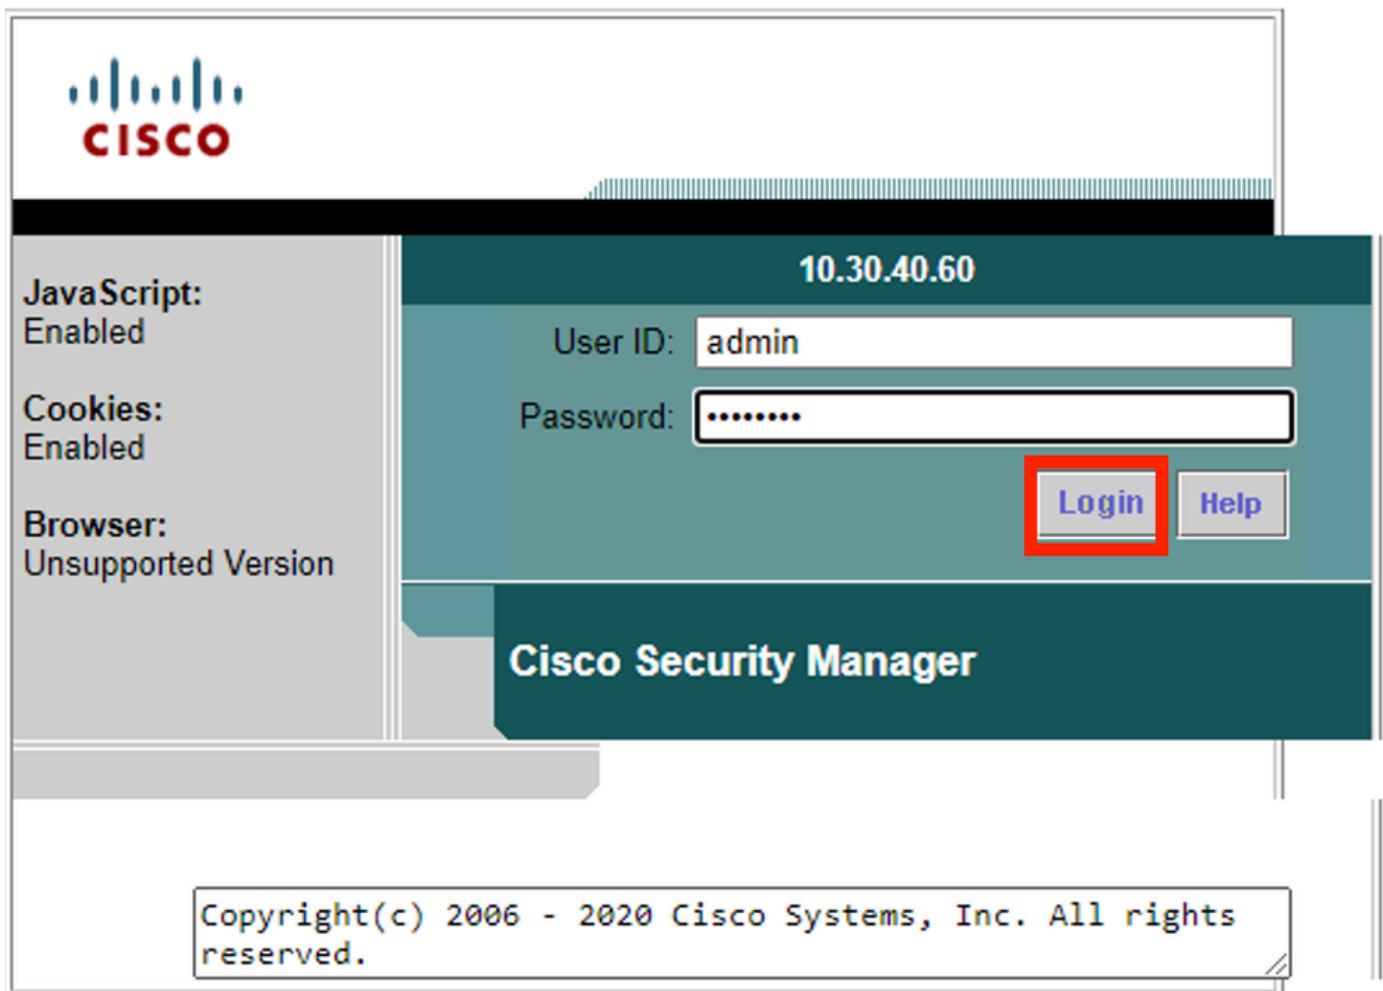 CISCO
10.30.40.60
JavaScript:
Enabled
User ID: admin
Cookies:
Enabled
Password: ••••••••
Login Help
Browser:
Unsupported Version
Cisco Security Manager
Copyright(c) 2006 - 2020 Cisco Systems, Inc. All rights
reserved.